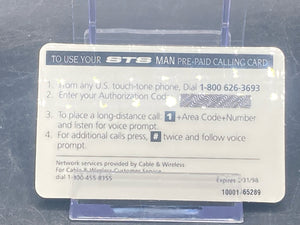 TO USE YOUR STS MAN PRE-PAID CALLING CARD
1. From any U.S. touch-tone phone, Dial 1-800 626-3693
2. Enter your Authorization Code
3. To place a long-distance call: 1 +Area Code+Number
and listen for voice prompt.
4. For additional calls press # twice and follow voice
prompt.
Network services provided by Cable & Wireless
For Cable & Wireless Customer Service
dial 1-800-455-8155
Expires /31/98
10001 65289